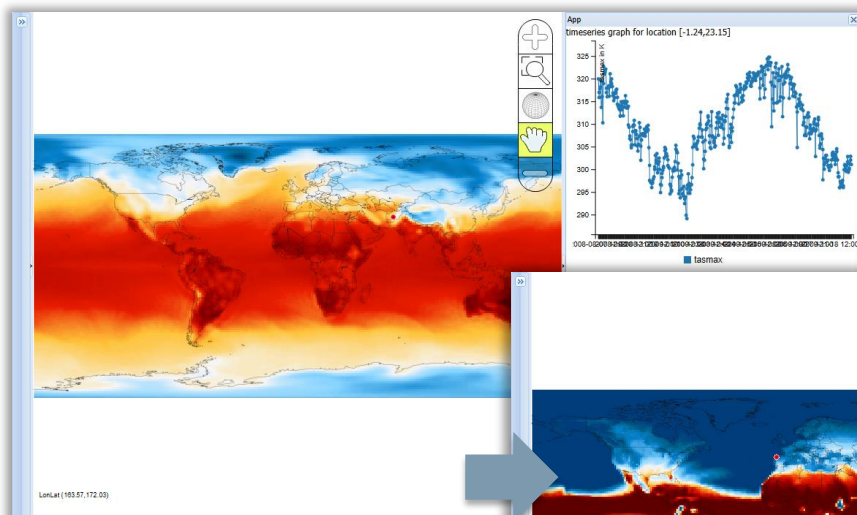 App
timeseries graph for location [-1.24,23.15]
325
320
315
310
305
300
295
290
tasmax
LonLat (163.57,172.03)